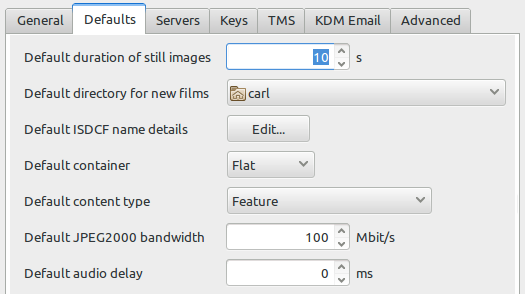 General Defaults Servers Keys TMS KDM Email Advanced
Default duration of still images 10 s
Default directory for new films carl
Default ISDCF name details Edit...
Default container Flat
Default content type Feature
Default JPEG2000 bandwidth 100 Mbit/s
Default audio delay 0 ms